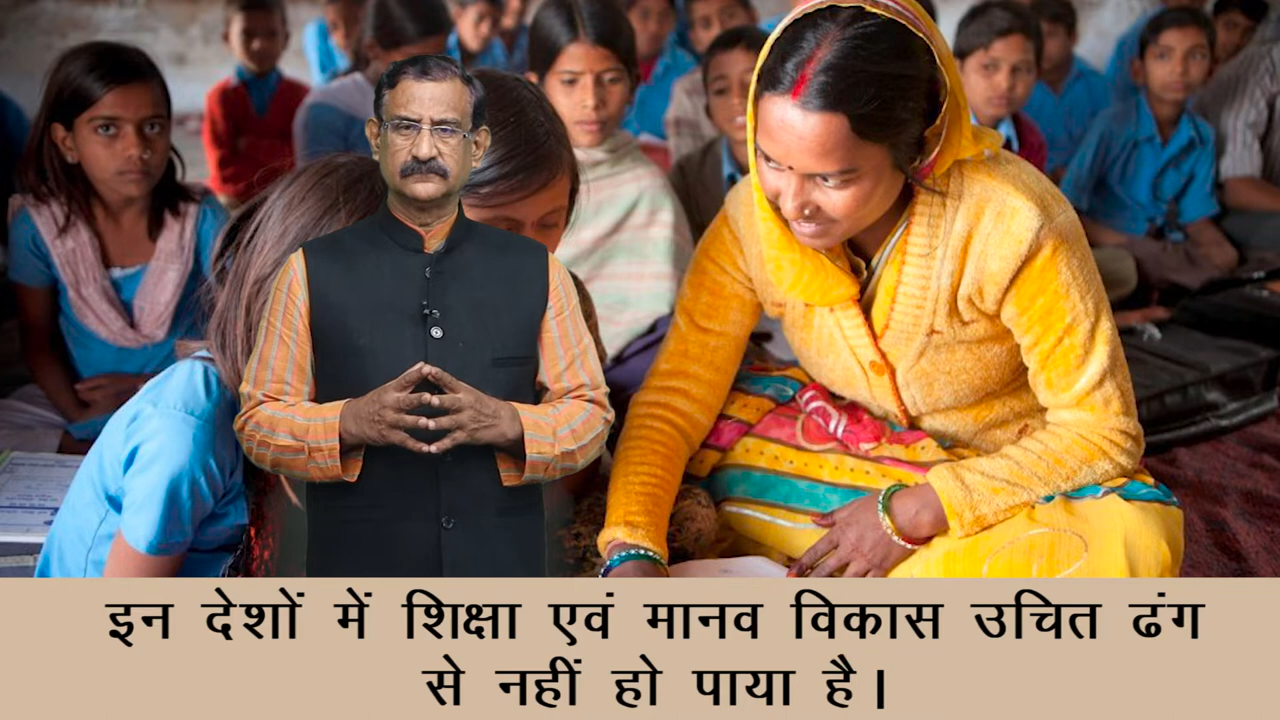 इन देशों में शिक्षा एवं मानव विकास उचित ढंग
से नहीं हो पाया है।